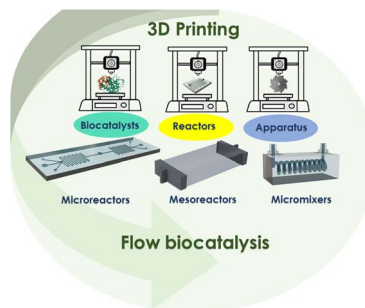 3D Printing
Biocatalysts Reactors Apparatus
Microreactors Mesoreactors Micromixers
Flow biocatalysis